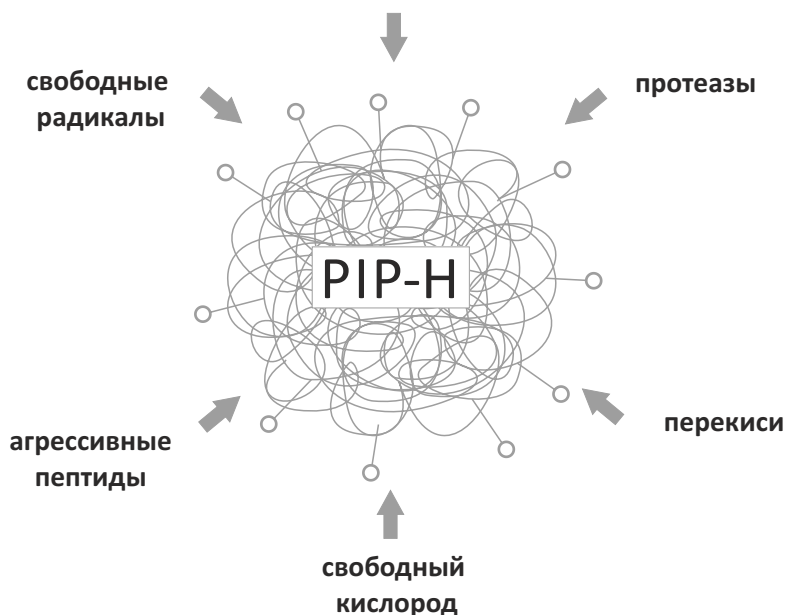 свободные
радикалы
протеазы
PIP-H
агрессивные
пептиды
перекиси
свободный
кислород